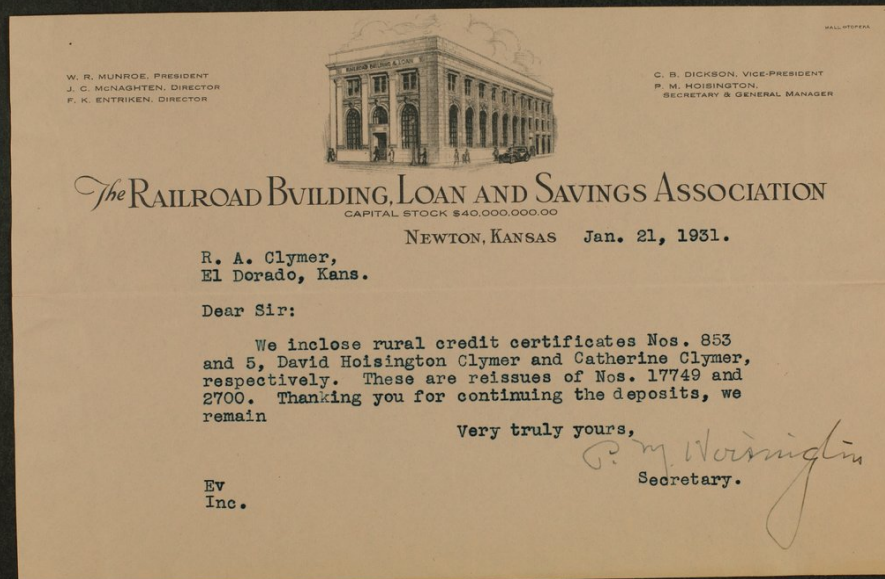 W. R. MUNROE, PRESIDENT
J. C. MCNAGHTEN, DIRECTOR
F. K. ENTRIKEN, DIRECTOR
RAILROAD BUILDING & LOAN
C. B. DICKSON, VICE-PRESIDENT
P. M. HOISINGTON,
SECRETARY & GENERAL MANAGER
The RAILROAD BVILDING, LOAN AND SAVINGS ASSOCIATION
CAPITAL STOCK $40,000,000.00
NEWTON, KANSAS Jan. 21, 1931.
R. A. Clymer,
El Dorado, Kans.
Dear Sir:
We inclose rural credit certificates Nos. 853
and 5, David Hoisington Clymer and Catherine Clymer,
respectively. These are reissues of Nos. 17749 and
2700. Thanking you for continuing the deposits, we
remain
Very truly yours,
P. M. Hoisington
Secretary.
Ev
Inc.